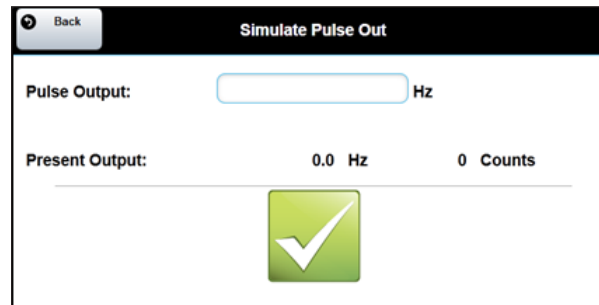 Back
Simulate Pulse Out
Pulse Output: Hz
Present Output: 0.0 Hz 0 Counts